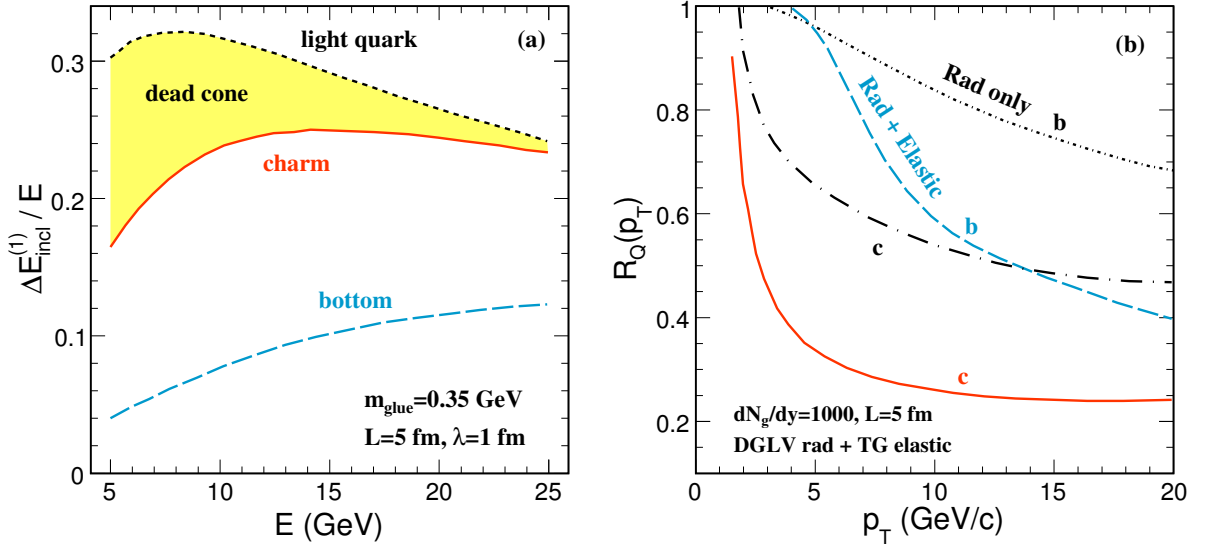 (a)
light quark
dead cone
charm
bottom
m_glue=0.35 GeV
L=5 fm, λ=1 fm
0.3
0.2
0.1
0
5
10
15
20
25
E (GeV)
ΔE_incl^(1) / E
(b)
Rad only
b
Rad + Elastic
b
c
c
dN_g/dy=1000, L=5 fm
DGLV rad + TG elastic
1
0.8
0.6
0.4
0.2
0
5
10
15
20
p_T (GeV/c)
R_Q(p_T)